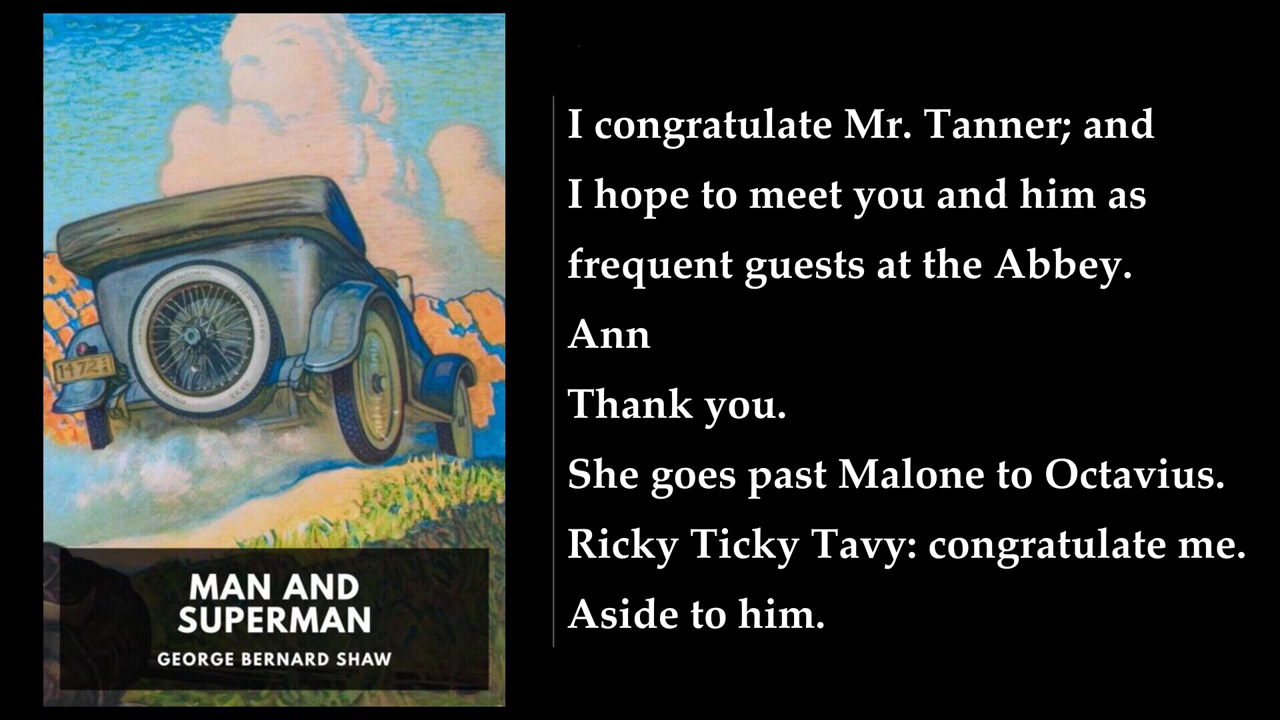 I congratulate Mr. Tanner; and
I hope to meet you and him as
frequent guests at the Abbey.
Ann
Thank you.
She goes past Malone to Octavius.
Ricky Ticky Tavy: congratulate me.
Aside to him.
1472
MAN AND
SUPERMAN
GEORGE BERNARD SHAW